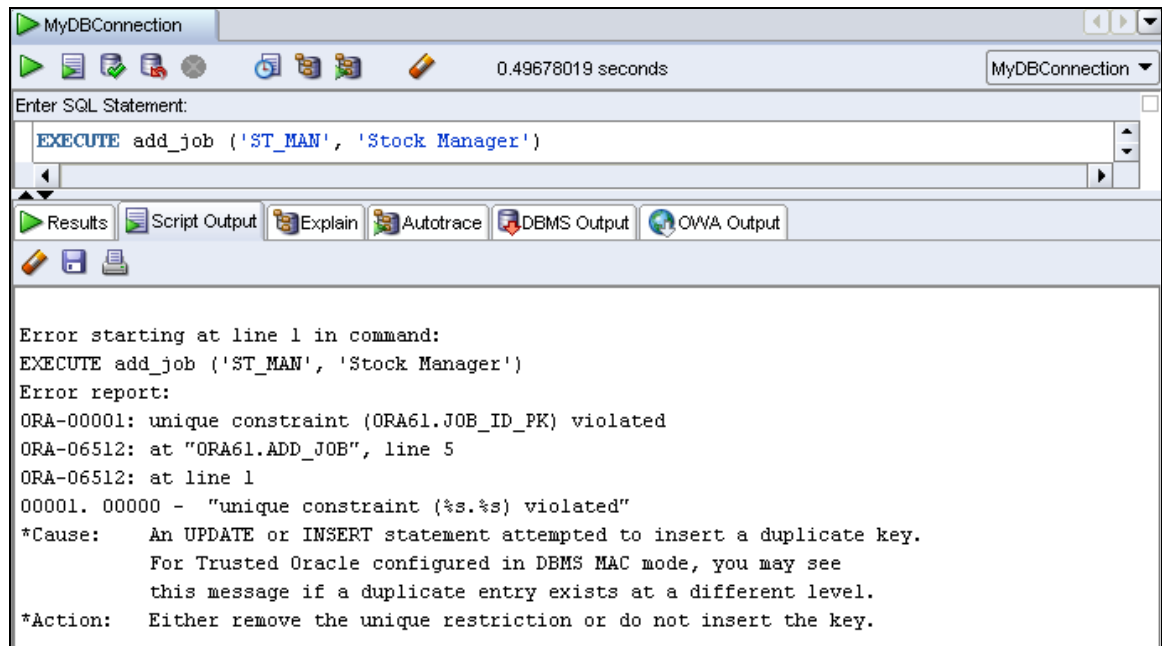 MyDBConnection
0.49678019 seconds
MyDBConnection
Enter SQL Statement:
EXECUTE add_job ('ST_MAN', 'Stock Manager')
Results Script Output Explain Autotrace DBMS Output OWA Output
Error starting at line 1 in command:
EXECUTE add_job ('ST_MAN', 'Stock Manager')
Error report:
ORA-00001: unique constraint (ORA61.JOB_ID_PK) violated
ORA-06512: at "ORA61.ADD_JOB", line 5
ORA-06512: at line 1
00001. 00000 -  "unique constraint (%s.%s) violated"
*Cause:    An UPDATE or INSERT statement attempted to insert a duplicate key.
For Trusted Oracle configured in DBMS MAC mode, you may see
this message if a duplicate entry exists at a different level.
*Action:   Either remove the unique restriction or do not insert the key.